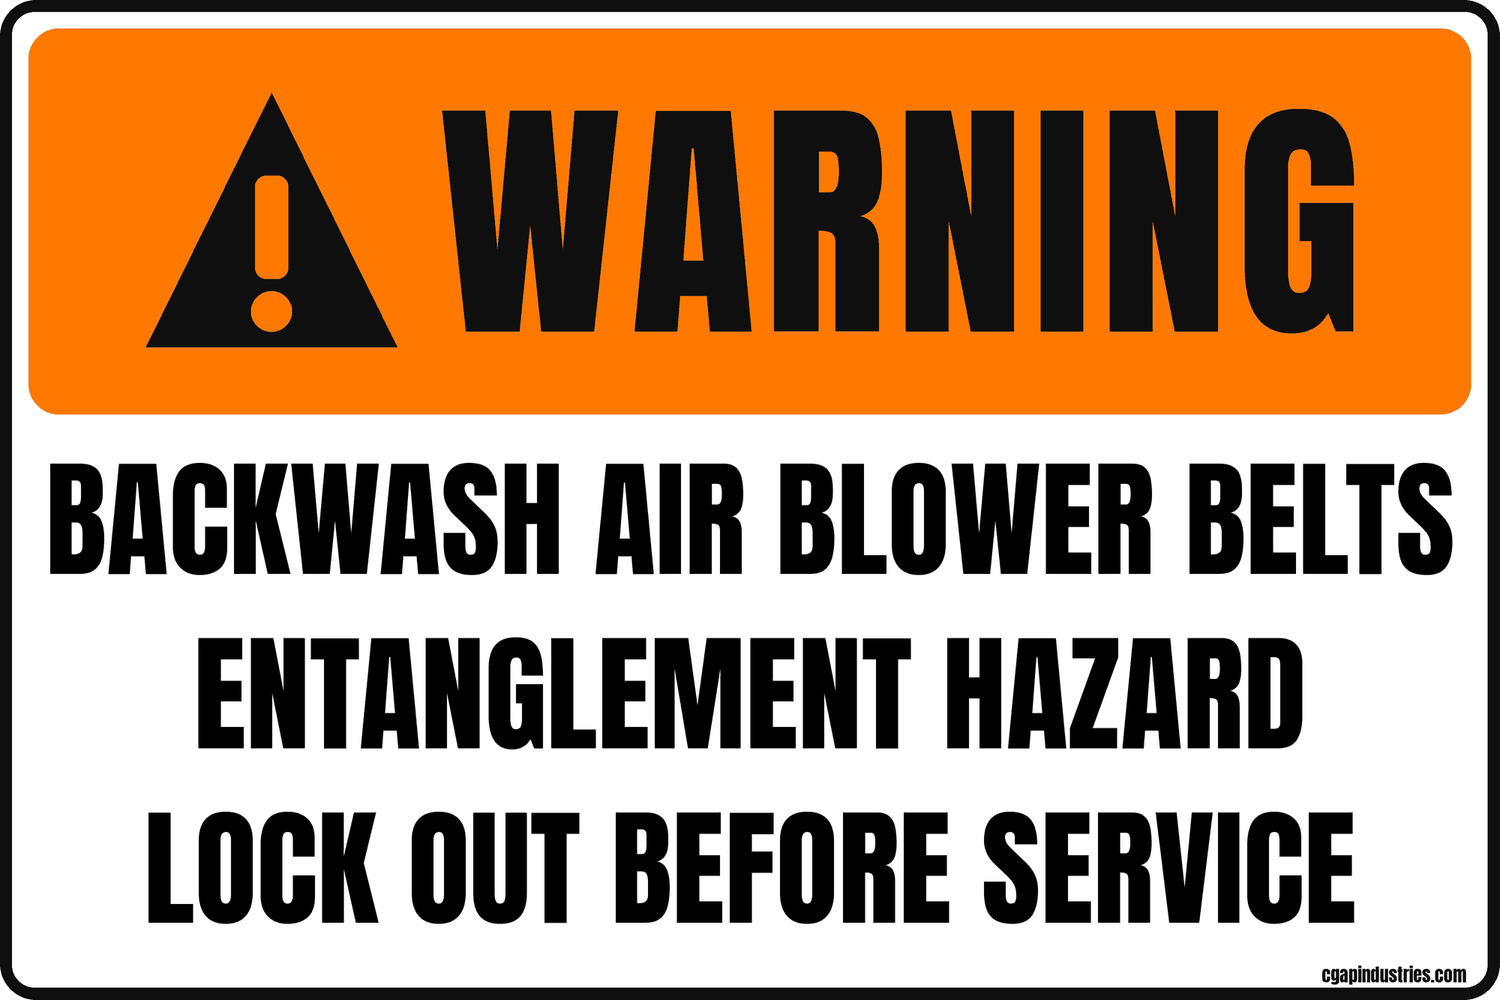 WARNING
BACKWASH AIR BLOWER BELTS
ENTANGLEMENT HAZARD
LOCK OUT BEFORE SERVICE
cgapindustries.com